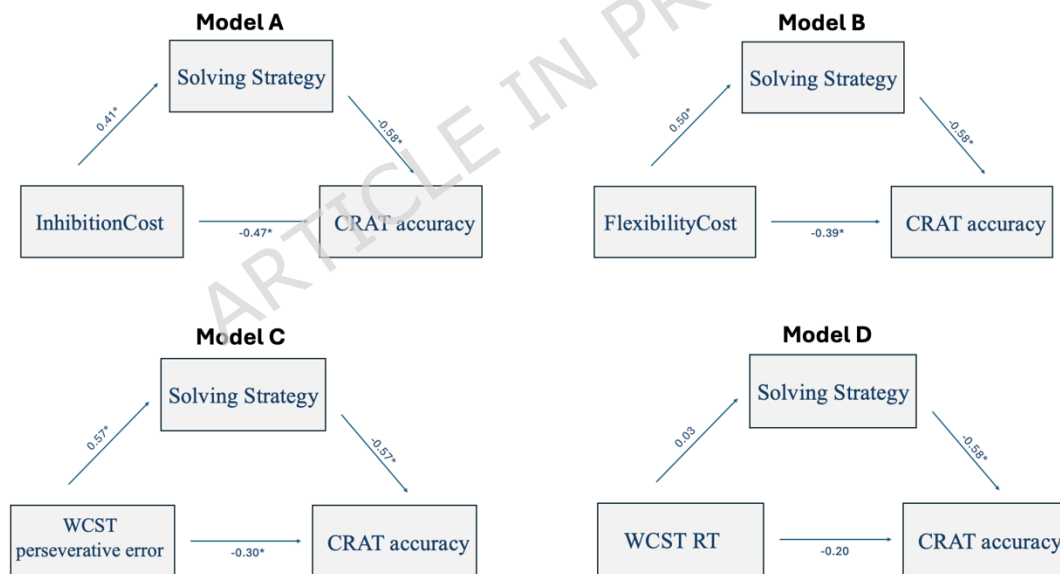 Model A
Solving Strategy
0.41*
-0.58*
InhibitionCost
-0.47*
CRAT accuracy
Model B
Solving Strategy
0.50*
-0.58*
FlexibilityCost
-0.39*
CRAT accuracy
ARTICLE IN PR
Model C
Solving Strategy
0.57*
-0.57*
WCST
perseverative error
-0.30*
CRAT accuracy
Model D
Solving Strategy
0.03
-0.58*
WCST RT
-0.20
CRAT accuracy